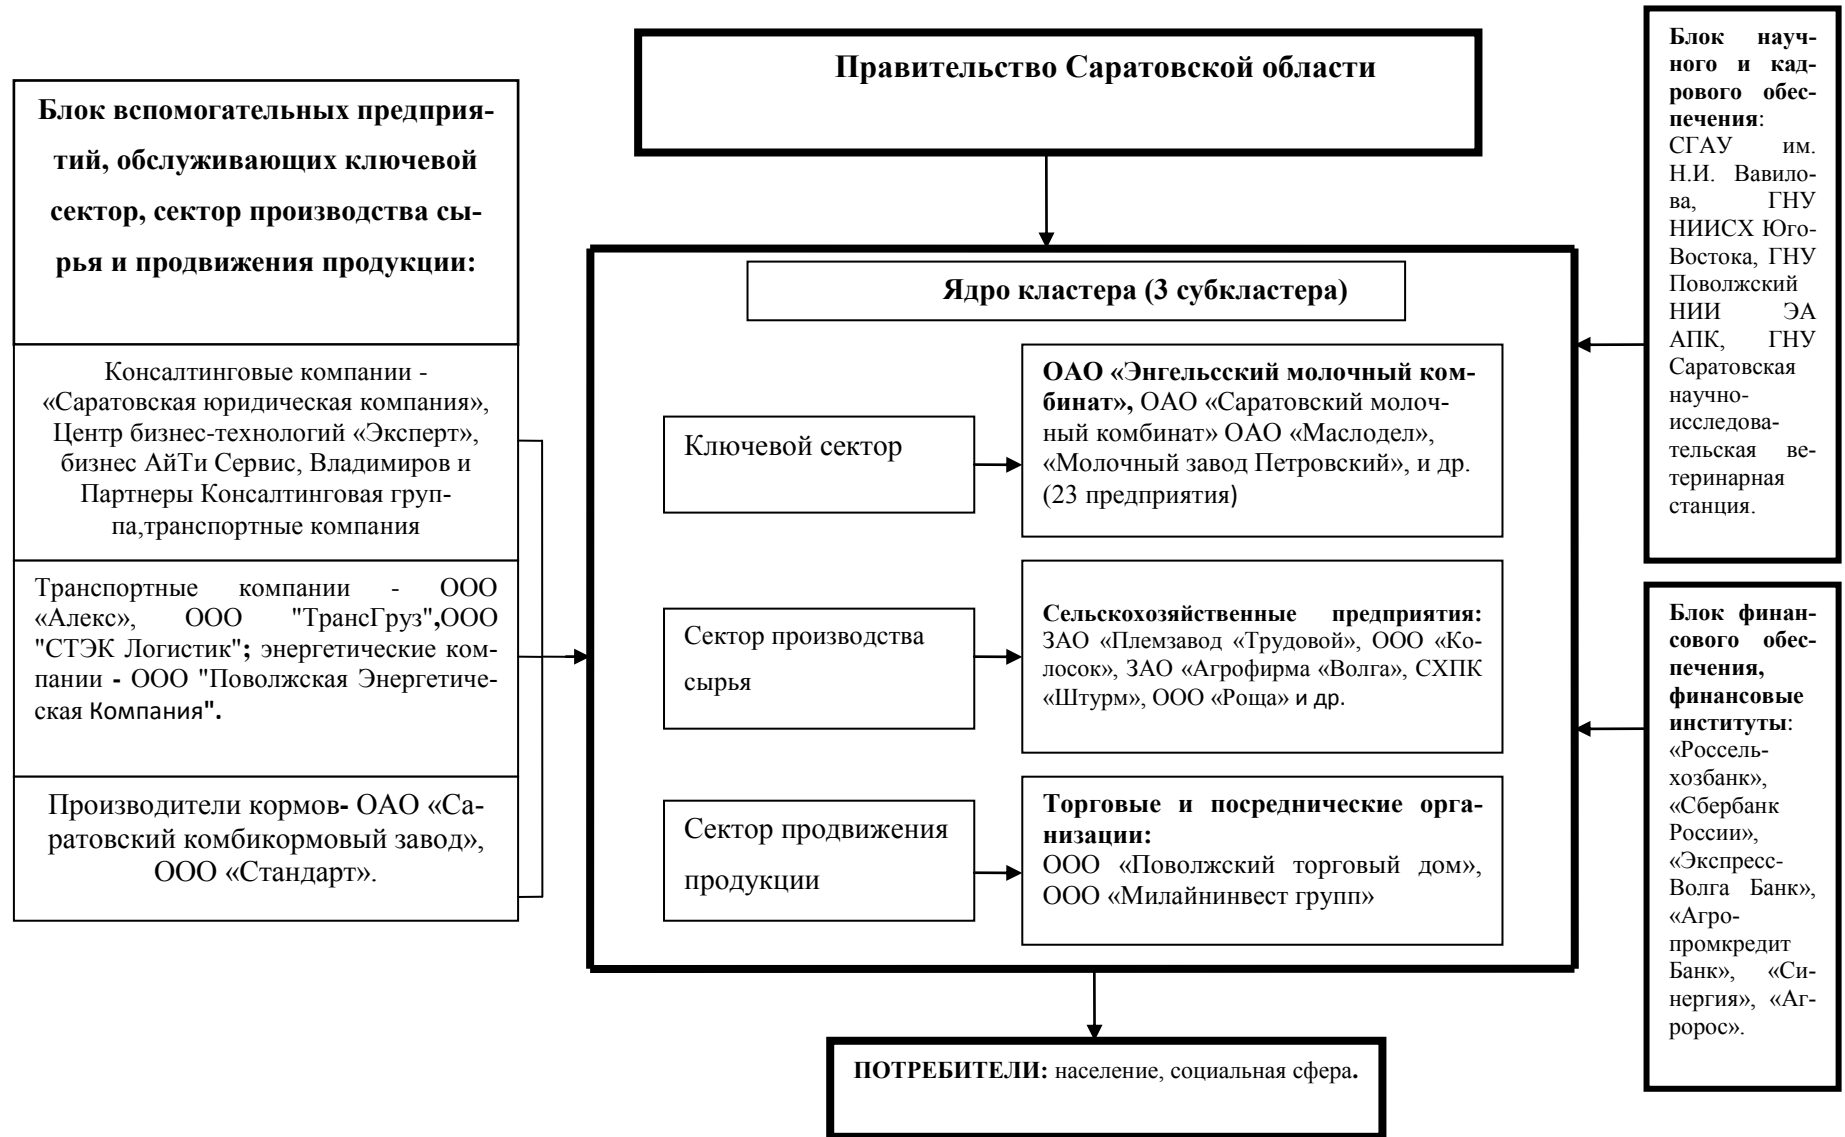 Правительство Саратовской области
Блок вспомогательных предприя-
тий, обслуживающих ключевой
сектор, сектор производства сы-
рья и продвижения продукции:
Консалтинговые компании -
«Саратовская юридическая компания»,
Центр бизнес-технологий «Эксперт»,
бизнес АйТи Сервис, Владимиров и
Партнеры Консалтинговая груп-
па,транспортные компания
Транспортные компании - ООО
«Алекс», ООО "ТрансГруз",ООО
"СТЭК Логистик"; энергетические ком-
пании - ООО "Поволжская Энергетиче-
ская Компания".
Производители кормов- ОАО «Са-
ратовский комбикормовый завод»,
ООО «Стандарт».
Ядро кластера (3 субкластера)
Ключевой сектор
ОАО «Энгельсский молочный ком-
бинат», ОАО «Саратовский молоч-
ный комбинат» ОАО «Маслодел»,
«Молочный завод Петровский», и др.
(23 предприятия)
Сектор производства
сырья
Сельскохозяйственные предприятия:
ЗАО «Племзавод «Трудовой», ООО «Ко-
лосок», ЗАО «Агрофирма «Волга», СХПК
«Штурм», ООО «Роща» и др.
Сектор продвижения
продукции
Торговые и посреднические орга-
низации:
ООО «Поволжский торговый дом»,
ООО «Милайнинвест групп»
ПОТРЕБИТЕЛИ: население, социальная сфера.
Блок науч-
ного и кад-
рового обес-
печения:
СГАУ им.
Н.И. Вавило-
ва, ГНУ
НИИСХ Юго-
Востока, ГНУ
Поволжский
НИИ ЭА
АПК, ГНУ
Саратовская
научно-
исследова-
тельская ве-
теринарная
станция.
Блок финан-
сового обес-
печения,
финансовые
институты:
«Россель-
хозбанк»,
«Сбербанк
России»,
«Экспресс-
Волга Банк»,
«Агро-
промкредит
Банк», «Си-
нергия», «Аг-
ророс».